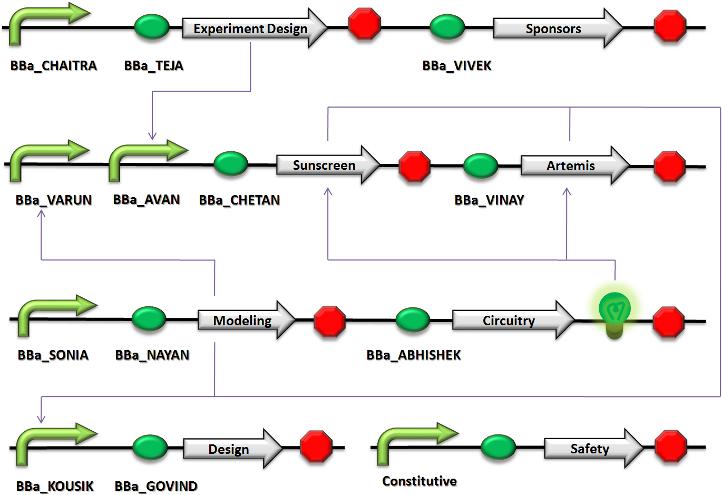 Experiment Design
Sponsors
BBa_CHAITRA
BBa_TEJA
BBa_VIVEK
Sunscreen
Artemis
BBa_VARUN
BBa_AVAN
BBa_CHETAN
BBa_VINAY
Modeling
Circuitry
BBa_SONIA
BBa_NAYAN
BBa_ABHISHEK
Design
Safety
BBa_KOUSIK
BBa_GOVIND
Constitutive